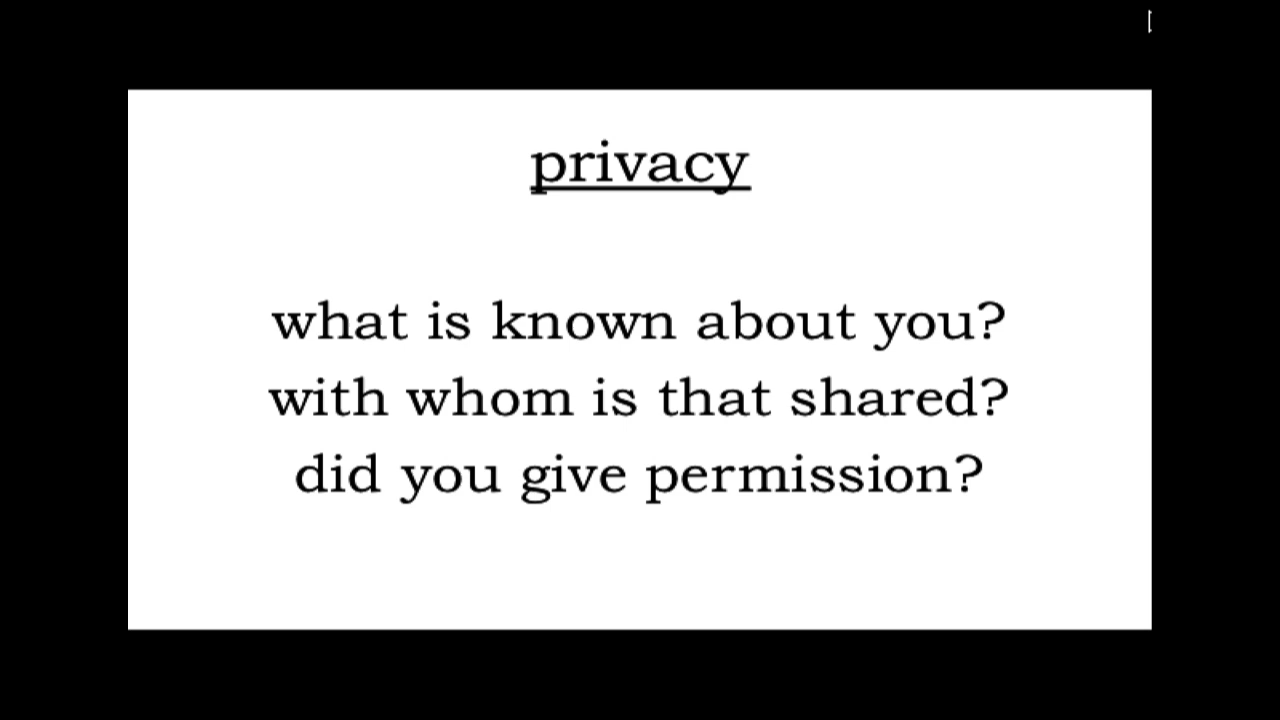 privacy
what is known about you?
with whom is that shared?
did you give permission?